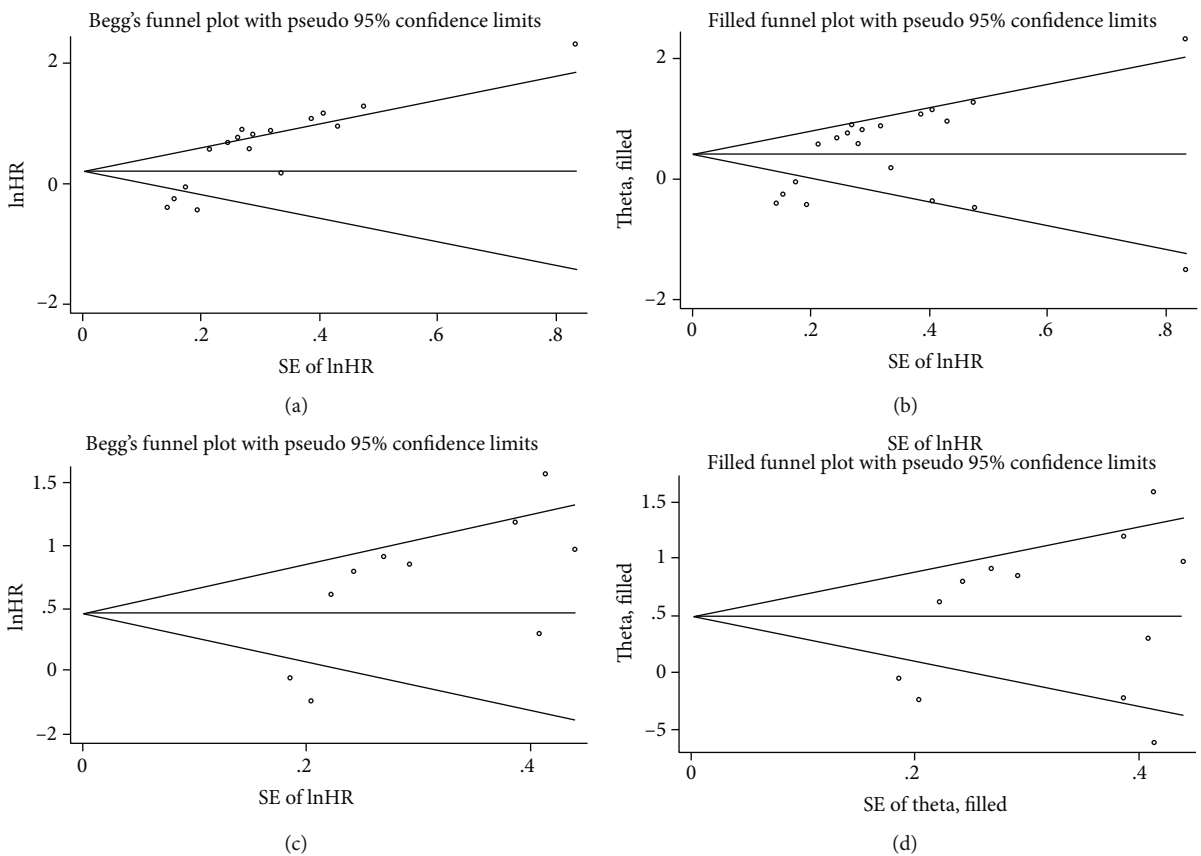 Begg's funnel plot with pseudo 95% confidence limits
2
0
–2
lnHR
0
.2
.4
.6
.8
SE of lnHR
(a)
Filled funnel plot with pseudo 95% confidence limits
2
0
–2
Theta, filled
0
.2
.4
.6
.8
SE of lnHR
(b)
Begg's funnel plot with pseudo 95% confidence limits
1.5
1
.5
0
–2
lnHR
0
.2
.4
SE of lnHR
(c)
SE of lnHR
Filled funnel plot with pseudo 95% confidence limits
1.5
1
.5
0
–5
Theta, filled
0
.2
.4
SE of theta, filled
(d)